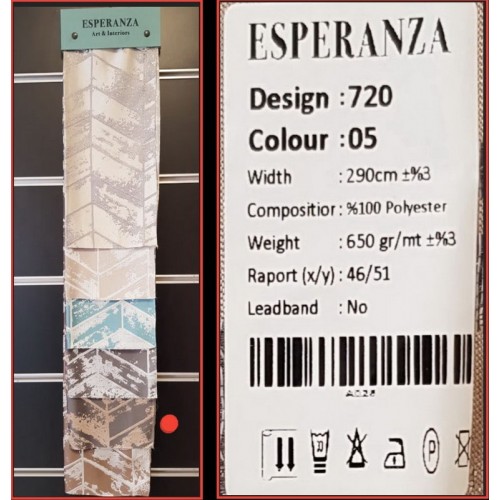 ESPERANZA
Art & Interiors
ESPERANZA
Design :720
Colour :05
Width : 290cm ±%3
Compositior : %100 Polyester
Weight : 650 gr/mt ±%3
Raport (x/y) : 46/51
Leadband : No
A026
P